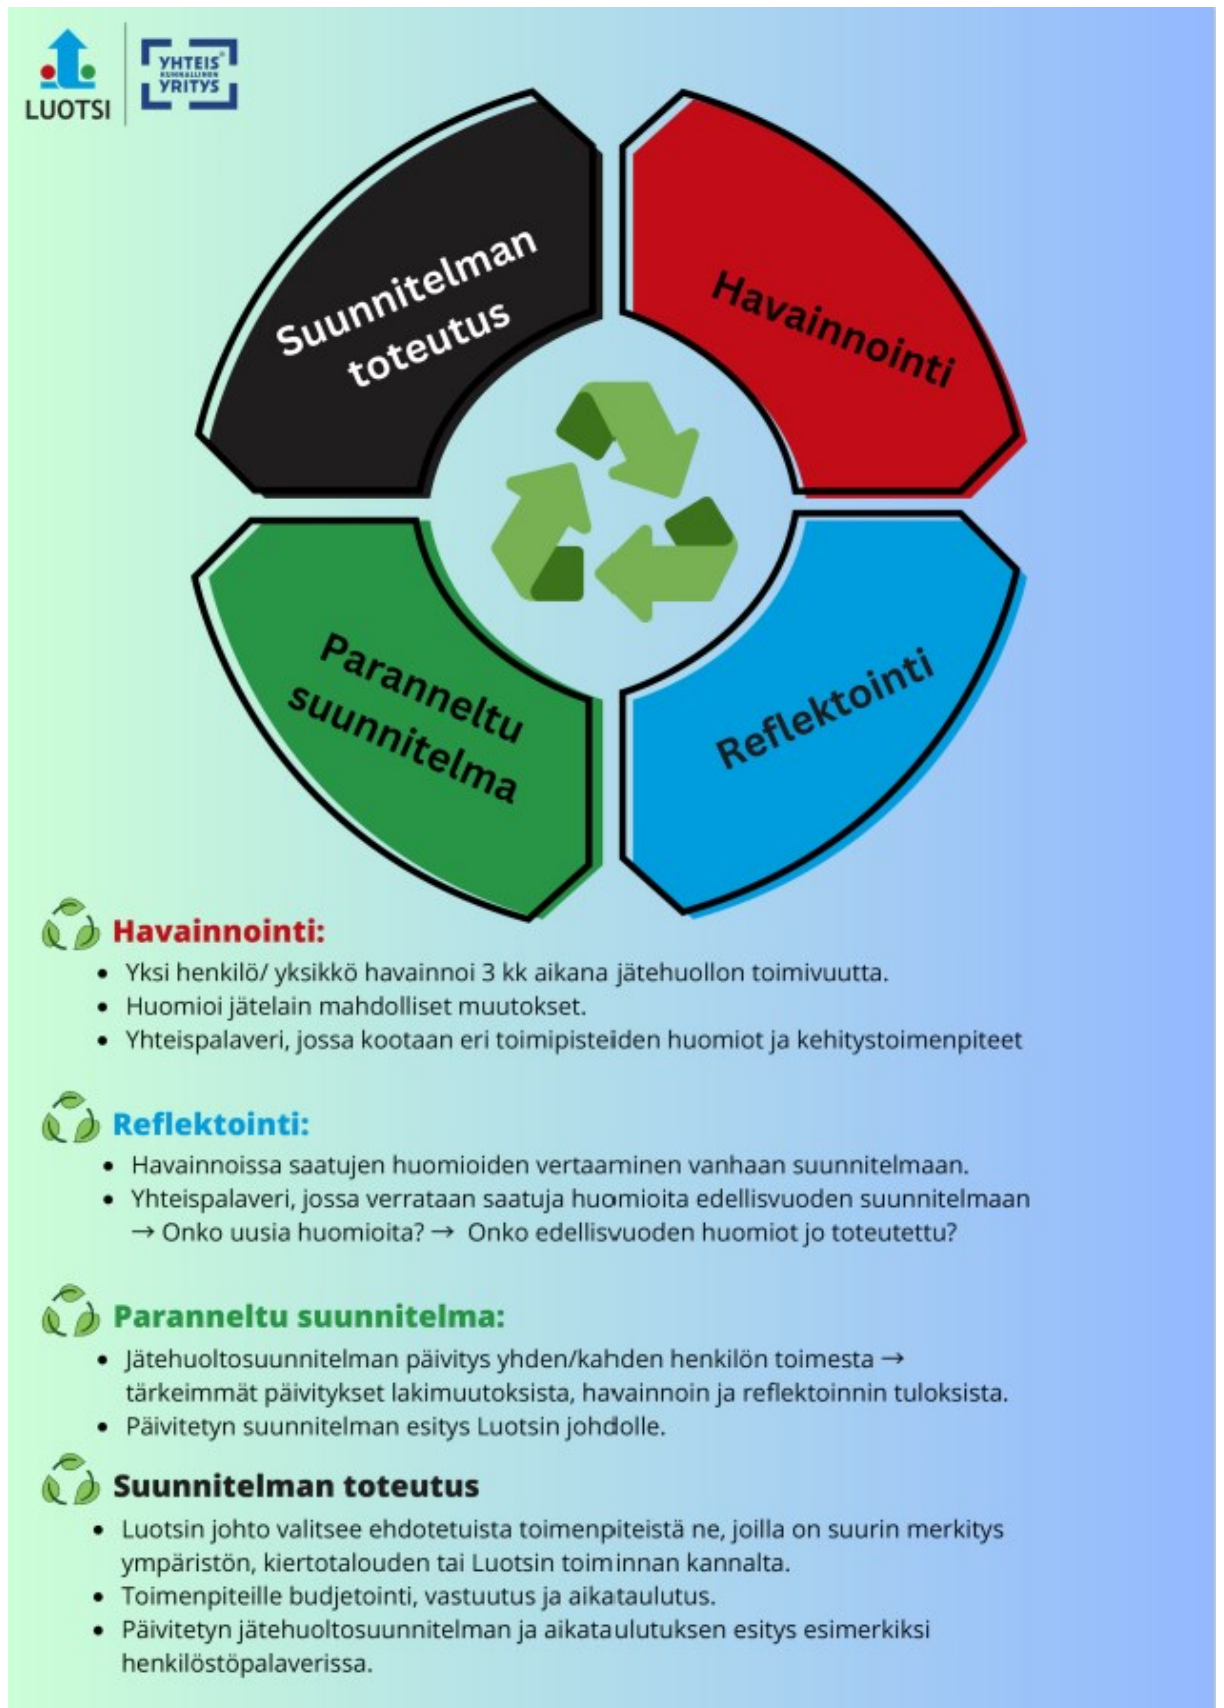 LUOTSI
YHTEIS
KUNNALLINEN
YRITYS
Suunnitelman
toteutus
Havainnointi
Paranneltu
suunnitelma
Reflektointi
Havainnointi:
• Yksi henkilö/ yksikkö havainnoi 3 kk aikana jätehuollon toimivuutta.
• Huomioi jätelain mahdolliset muutokset.
• Yhteispalaveri, jossa kootaan eri toimipisteiden huomiot ja kehitystoimenpiteet
Reflektointi:
• Havainnoissa saatujen huomioiden vertaaminen vanhaan suunnitelmaan.
• Yhteispalaveri, jossa verrataan saatuja huomioita edellisvuoden suunnitelmaan
→ Onko uusia huomioita? → Onko edellisvuoden huomiot jo toteutettu?
Paranneltu suunnitelma:
• Jätehuoltosuunnitelman päivitys yhden/kahden henkilön toimesta →
tärkeimmät päivitykset lakimuutoksista, havainnoin ja reflektoinnin tuloksista.
• Päivitetyn suunnitelman esitys Luotsin johdolle.
Suunnitelman toteutus
• Luotsin johto valitsee ehdotetuista toimenpiteistä ne, joilla on suurin merkitys
ympäristön, kiertotalouden tai Luotsin toiminnan kannalta.
• Toimenpiteille budjetointi, vastuutus ja aikataulutus.
• Päivitetyn jätehuoltosuunnitelman ja aikataulutuksen esitys esimerkiksi
henkilöstöpalaverissa.